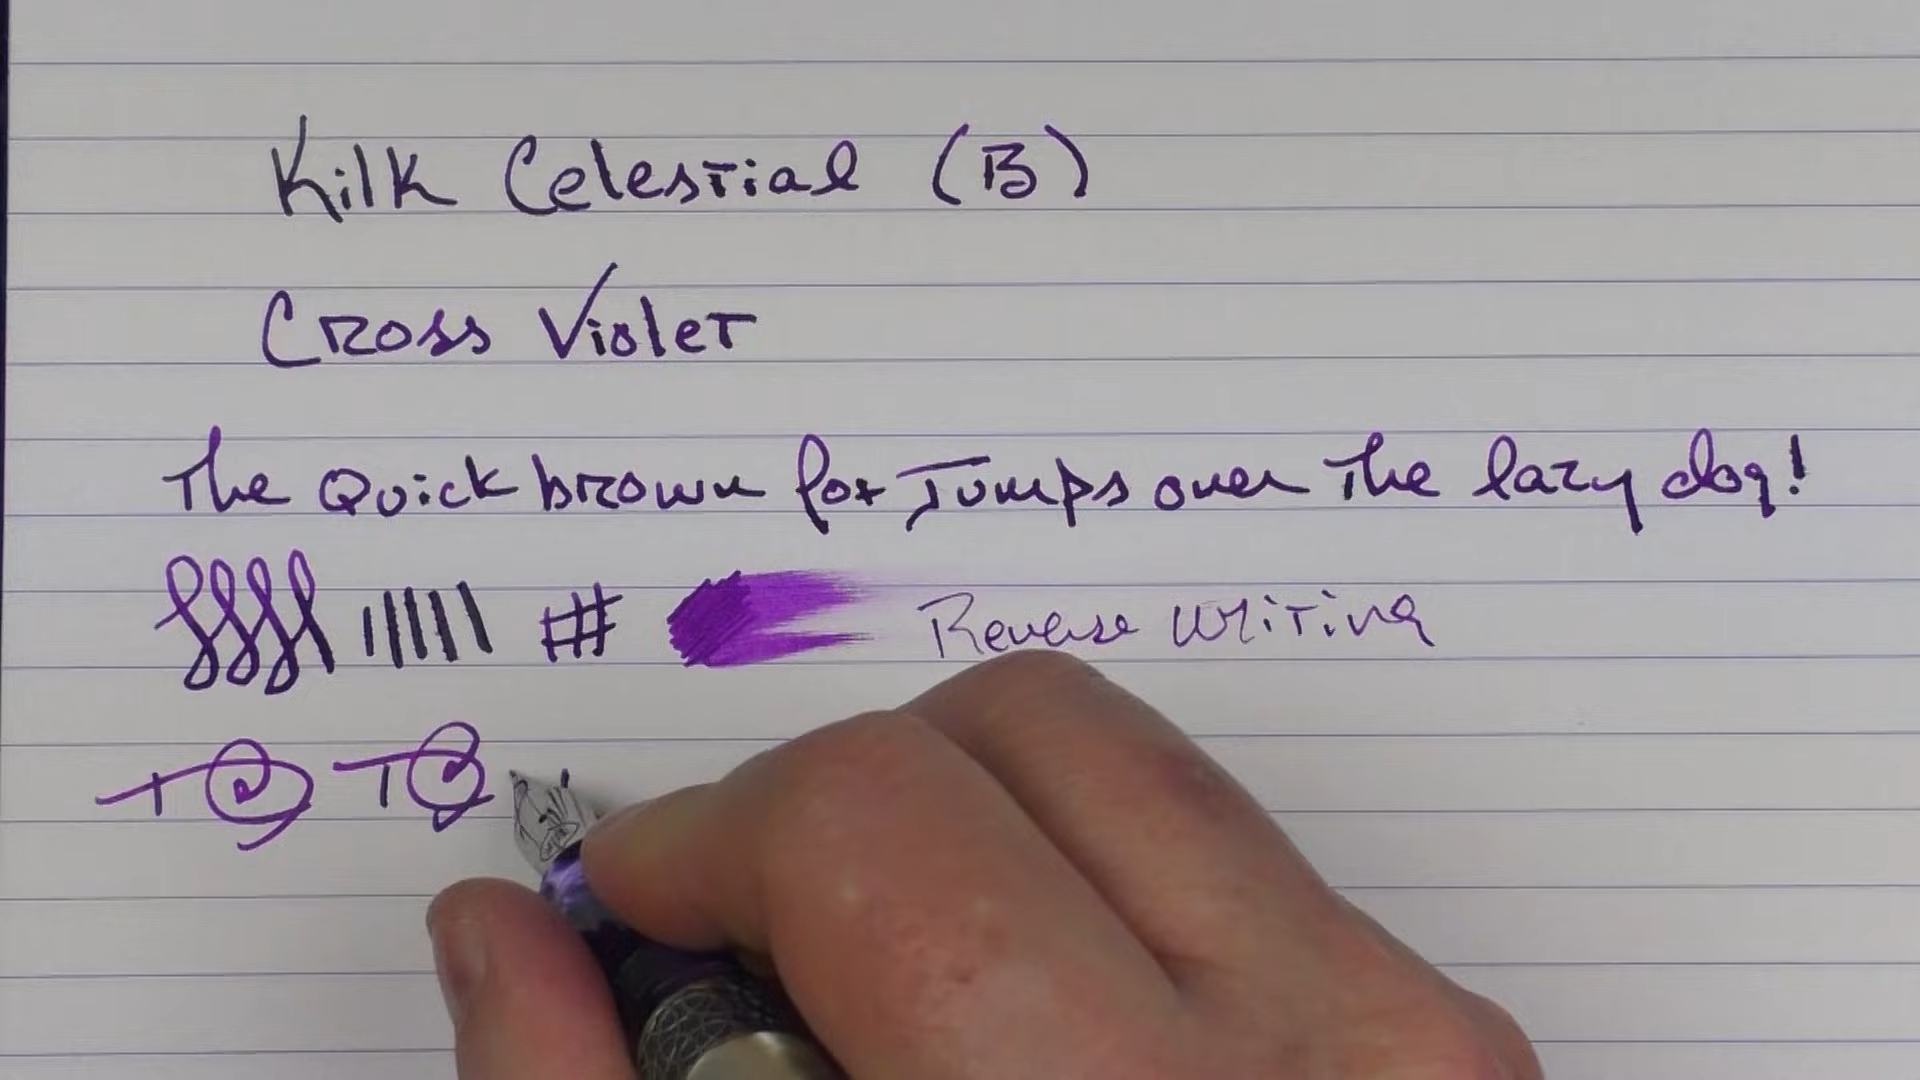 Kilk Celestial (B)
Cross Violet
The Quick brown fox Jumps over the lazy dog!
# Reverse Writing